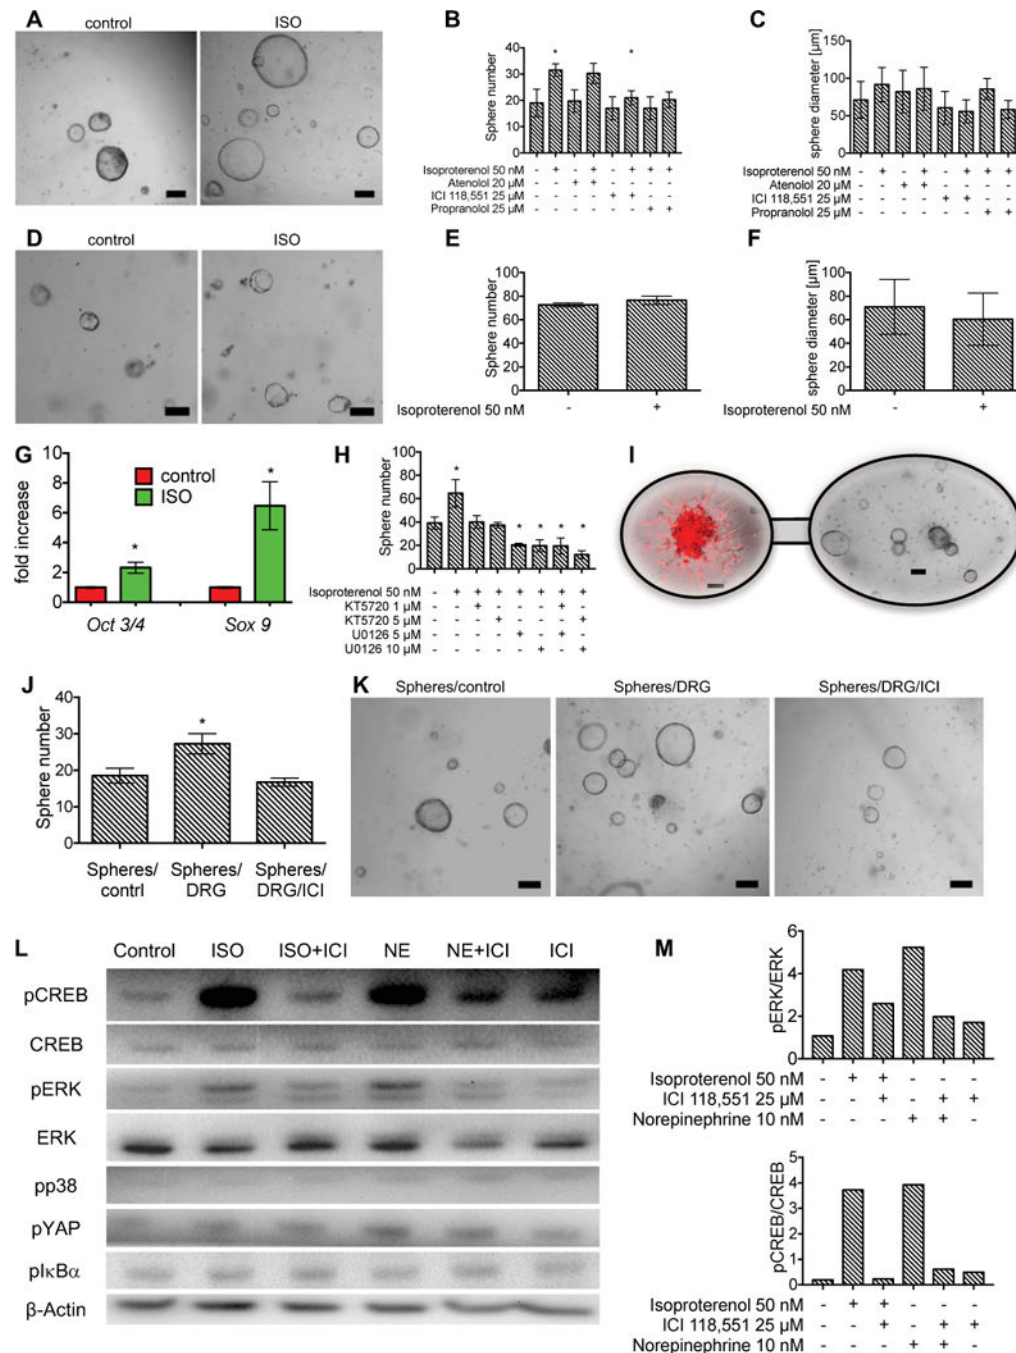 A
control
ISO
B
Sphere number
40
30
20
10
0
* *
Isoproterenol 50 nM - + - + - + - +
Atenolol 20 µM - - + + - - - -
ICI 118,551 25 µM - - - - + + - -
Propranolol 25 µM - - - - - - + +
C
sphere diameter [µm]
150
100
50
0
Isoproterenol 50 nM - + - + - + + +
Atenolol 20 µM - - + + - - - -
ICI 118,551 25 µM - - - - + + - -
Propranolol 25 µM - - - - - - + +
D
control
ISO
E
Sphere number
100
80
60
40
20
0
Isoproterenol 50 nM - +
F
sphere diameter [µm]
100
80
60
40
20
0
Isoproterenol 50 nM - +
G
fold increase
10
8
6
4
2
0
control
ISO
* *
Oct 3/4 Sox 9
H
Sphere number
100
80
60
40
20
0
* * * * *
Isoproterenol 50 nM - + + + + + + +
KT5720 1 µM - - + - - - + -
KT5720 5 µM - - - + - - - +
U0126 5 µM - - - - + - + -
U0126 10 µM - - - - - + - +
I
J
Sphere number
40
30
20
10
0
*
Spheres/ Spheres/ Spheres/
contrl DRG DRG/ICI
K
Spheres/control
Spheres/DRG
Spheres/DRG/ICI
L
Control ISO ISO+ICI NE NE+ICI ICI
pCREB
CREB
pERK
ERK
pp38
pYAP
pIκBα
β-Actin
M
pERK/ERK
6
4
2
0
Isoproterenol 50 nM - + + - - -
ICI 118,551 25 µM - - + - + +
Norepinephrine 10 nM - - - + + -
pCREB/CREB
5
4
3
2
1
0
Isoproterenol 50 nM - + + - - -
ICI 118,551 25 µM - - + - + +
Norepinephrine 10 nM - - - + + -